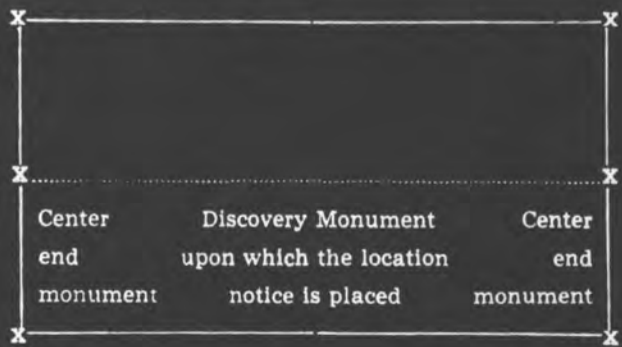 X X
X X
Center Discovery Monument Center
end upon which the location end
monument notice is placed monument
X X